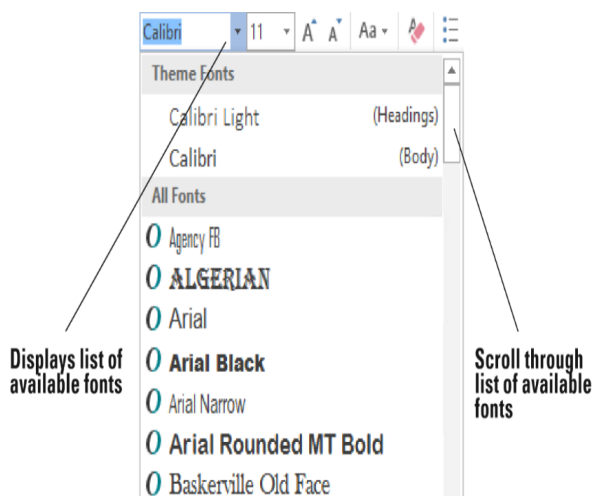 Calibri 11 A A Aa
Theme Fonts
Calibri Light (Headings)
Calibri (Body)
All Fonts
O Agency FB
O ALGERIAN
O Arial
O Arial Black
O Arial Narrow
O Arial Rounded MT Bold
O Baskerville Old Face
Displays list of
available fonts
Scroll through
list of available
fonts